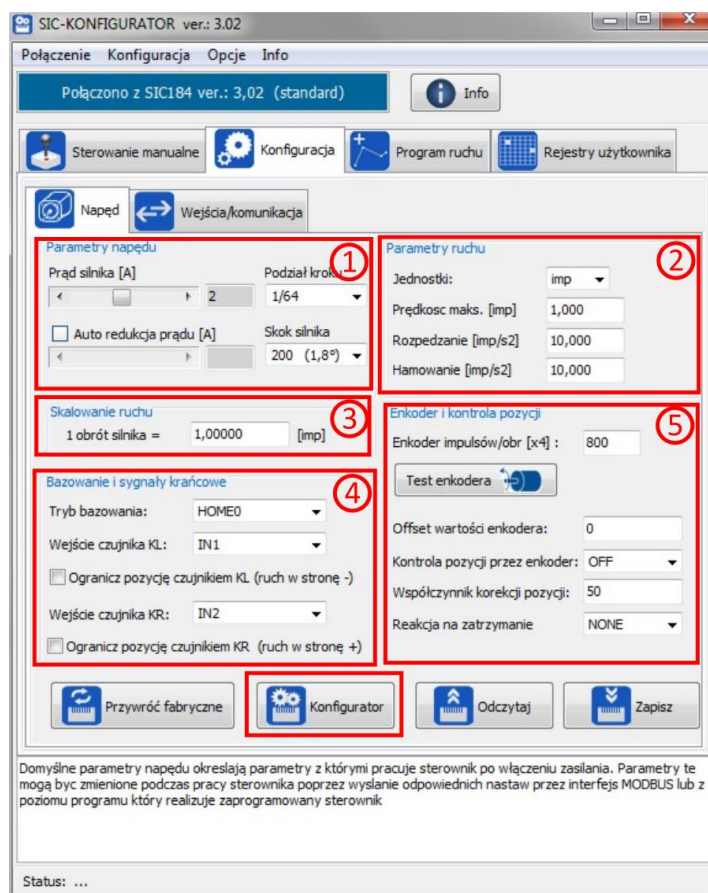 SIC-KONFIGURATOR ver.: 3.02
Połączenie Konfiguracja Opcje Info
Połączono z SIC184 ver.: 3,02 (standard)
Info
Sterowanie manualne
Konfiguracja
Program ruchu
Rejestry użytkownika
Napęd
Wejścia/komunikacja
Parametry napędu
1
Prąd silnika [A]
Podział kroku
2
1/64
Auto redukcja prądu [A]
Skok silnika
200 (1,8°)
Parametry ruchu
2
Jednostki: imp
Prędkosc maks. [imp] 1,000
Rozpedzanie [imp/s2] 10,000
Hamowanie [imp/s2] 10,000
Skalowanie ruchu
3
1 obrót silnika = 1,00000 [imp]
Bazowanie i sygnały krańcowe
4
Tryb bazowania: HOME0
Wejście czujnika KL: IN1
Ogranicz pozycję czujnikiem KL (ruch w stronę -)
Wejście czujnika KR: IN2
Ogranicz pozycję czujnikiem KR (ruch w stronę +)
Enkoder i kontrola pozycji
5
Enkoder impulsów/obr [x4] : 800
Test enkodera
Offset wartości enkodera: 0
Kontrola pozycji przez enkoder: OFF
Współczynnik korekcji pozycji: 50
Reakcja na zatrzymanie NONE
Przywróć fabryczne
Konfigurator
Odczytaj
Zapisz
Domyślne parametry napędu okreslają parametry z którymi pracuje sterownik po włączeniu zasilania. Parametry te
mogą byc zmienione podczas pracy sterownika poprzez wyslanie odpowiednich nastaw przez interfejs MODBUS lub z
poziomu programu który realizuje zaprogramowany sterownik
Status: ...